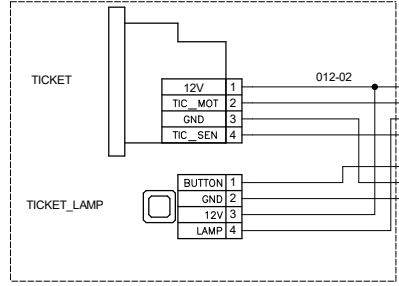 012-02
TICKET
12V 1
TIC_MOT 2
GND 3
TIC_SEN 4
BUTTON 1
GND 2
TICKET_LAMP
12V 3
LAMP 4